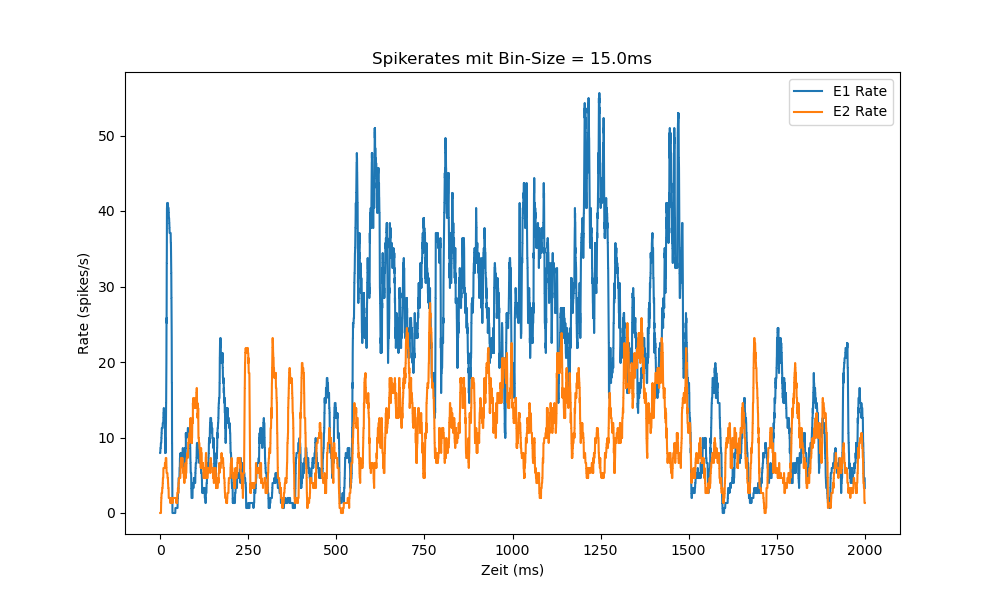 Spikerates mit Bin-Size = 15.0ms
E1 Rate
E2 Rate
Rate (spikes/s)
50
40
30
20
10
0
0 250 500 750 1000 1250 1500 1750 2000
Zeit (ms)